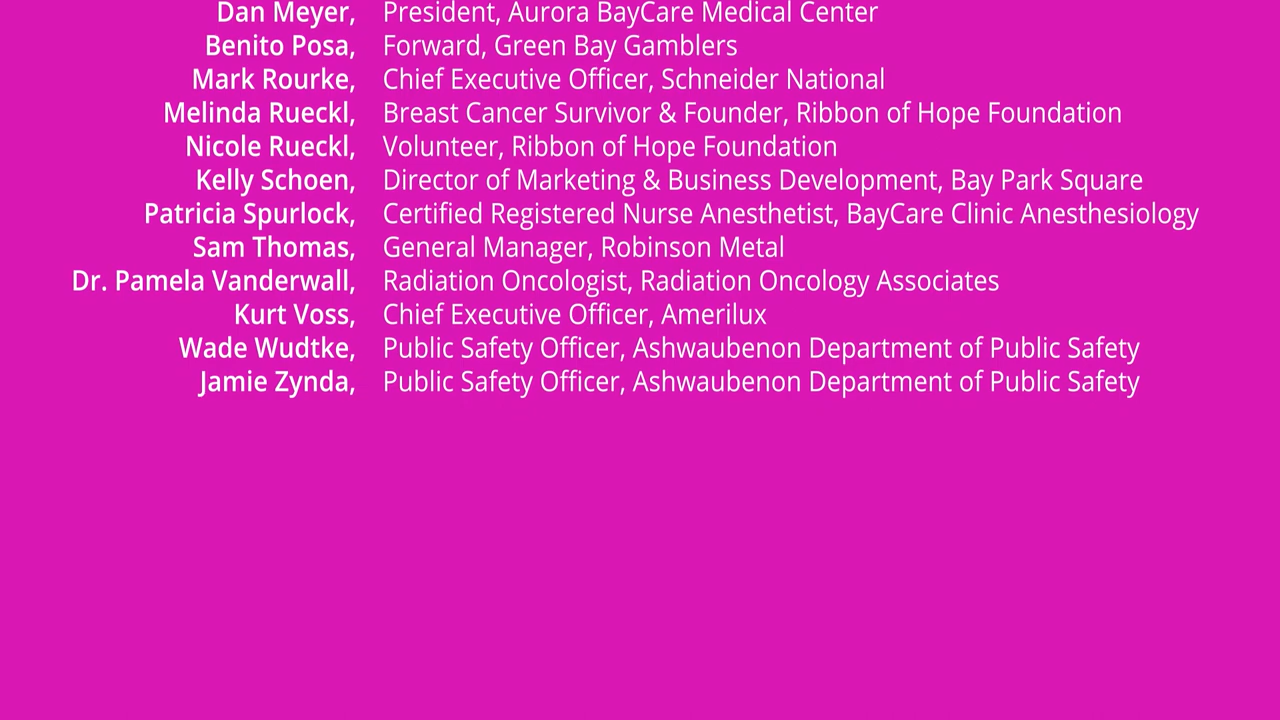 Dan Meyer, President, Aurora BayCare Medical Center
Benito Posa, Forward, Green Bay Gamblers
Mark Rourke, Chief Executive Officer, Schneider National
Melinda Rueckl, Breast Cancer Survivor & Founder, Ribbon of Hope Foundation
Nicole Rueckl, Volunteer, Ribbon of Hope Foundation
Kelly Schoen, Director of Marketing & Business Development, Bay Park Square
Patricia Spurlock, Certified Registered Nurse Anesthetist, BayCare Clinic Anesthesiology
Sam Thomas, General Manager, Robinson Metal
Dr. Pamela Vanderwall, Radiation Oncologist, Radiation Oncology Associates
Kurt Voss, Chief Executive Officer, Amerilux
Wade Wudtke, Public Safety Officer, Ashwaubenon Department of Public Safety
Jamie Zynda, Public Safety Officer, Ashwaubenon Department of Public Safety